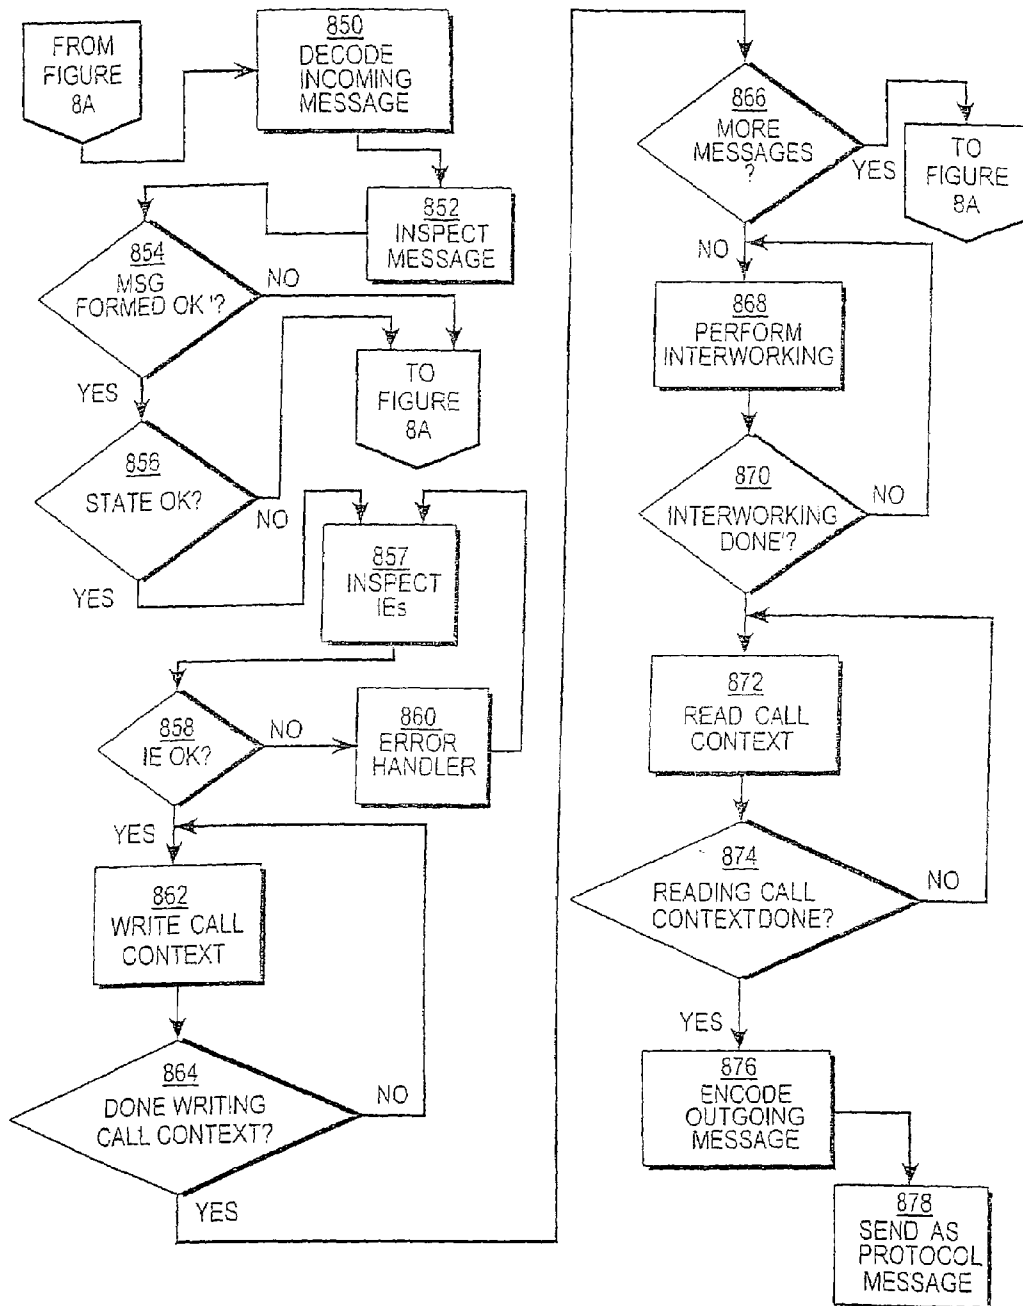 FROM
FIGURE
8A
850
DECODE
INCOMING
MESSAGE
852
INSPECT
MESSAGE
854
MSG
FORMED OK'?
NO
YES
TO
FIGURE
8A
856
STATE OK?
NO
YES
857
INSPECT
IEs
858
IE OK?
NO
860
ERROR
HANDLER
YES
862
WRITE CALL
CONTEXT
864
DONE WRITING
CALL CONTEXT?
NO
YES
866
MORE
MESSAGES
?
YES
TO
FIGURE
8A
NO
868
PERFORM
INTERWORKING
870
INTERWORKING
DONE'?
NO
872
READ CALL
CONTEXT
874
READING CALL
CONTEXT DONE?
NO
YES
876
ENCODE
OUTGOING
MESSAGE
878
SEND AS
PROTOCOL
MESSAGE